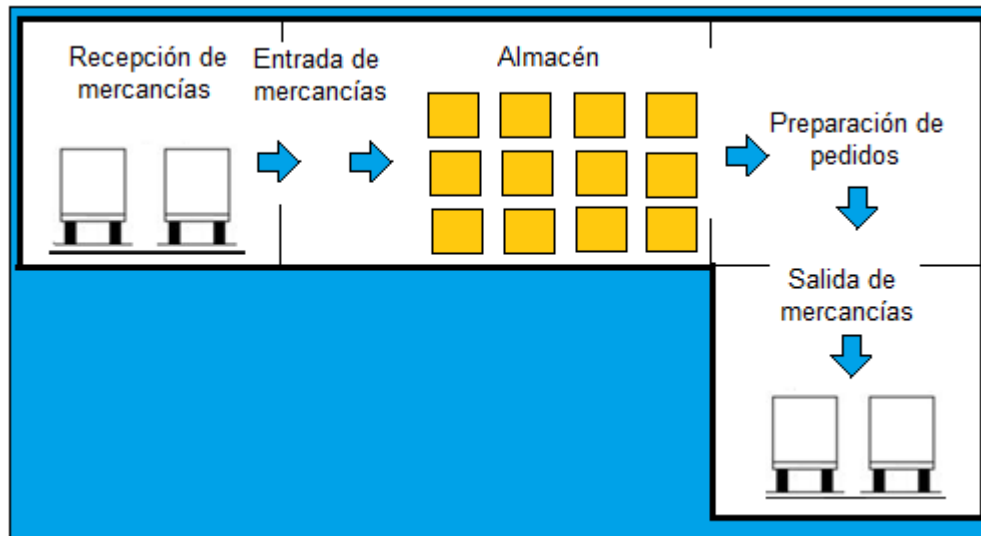 Recepción de
mercancías
Entrada de
mercancías
Almacén
Preparación de
pedidos
Salida de
mercancías